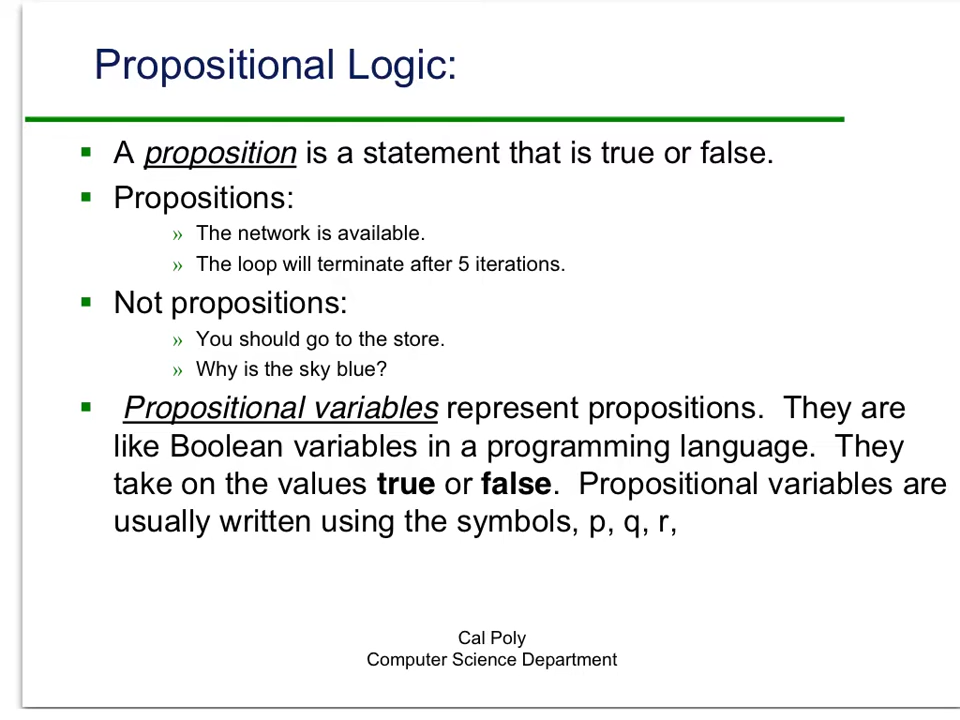 Propositional Logic:
▪ A proposition is a statement that is true or false.
▪ Propositions:
» The network is available.
» The loop will terminate after 5 iterations.
▪ Not propositions:
» You should go to the store.
» Why is the sky blue?
▪ Propositional variables represent propositions. They are
like Boolean variables in a programming language. They
take on the values true or false. Propositional variables are
usually written using the symbols, p, q, r,
Cal Poly
Computer Science Department